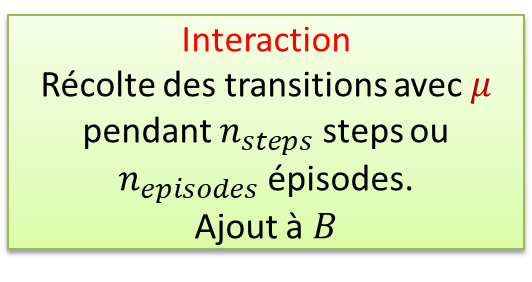 Interaction
Récolte des transitions avec μ
pendant n_steps steps ou
n_episodes épisodes.
Ajout à B